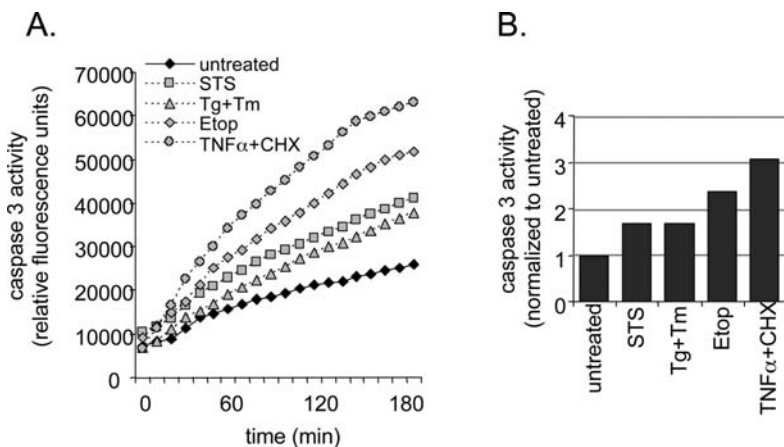 A.
untreated
STS
Tg+Tm
Etop
TNFα+CHX
70000
60000
50000
40000
30000
20000
10000
0
0 60 120 180
time (min)
caspase 3 activity
(relative fluorescence units)
B.
caspase 3 activity
(normalized to untreated)
4
3
2
1
0
untreated
STS
Tg+Tm
Etop
TNFα+CHX